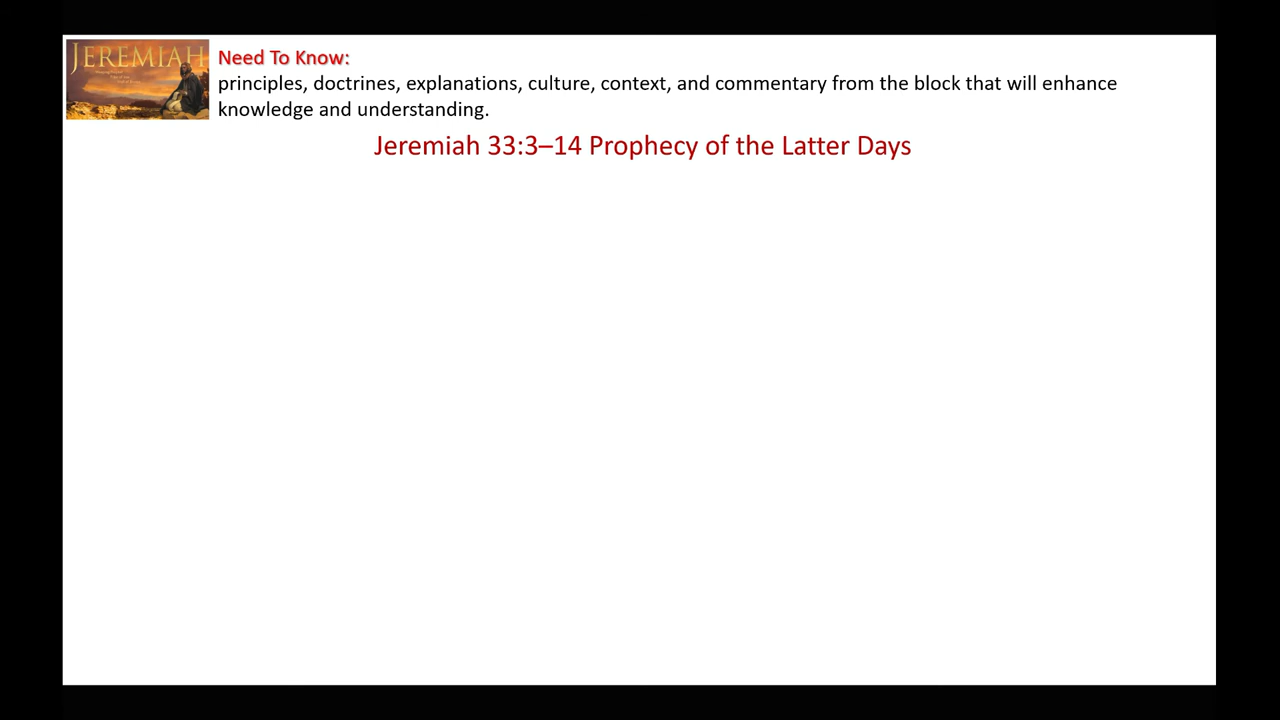 JEREMIAH
Need To Know:
principles, doctrines, explanations, culture, context, and commentary from the block that will enhance
knowledge and understanding.
Jeremiah 33:3–14 Prophecy of the Latter Days